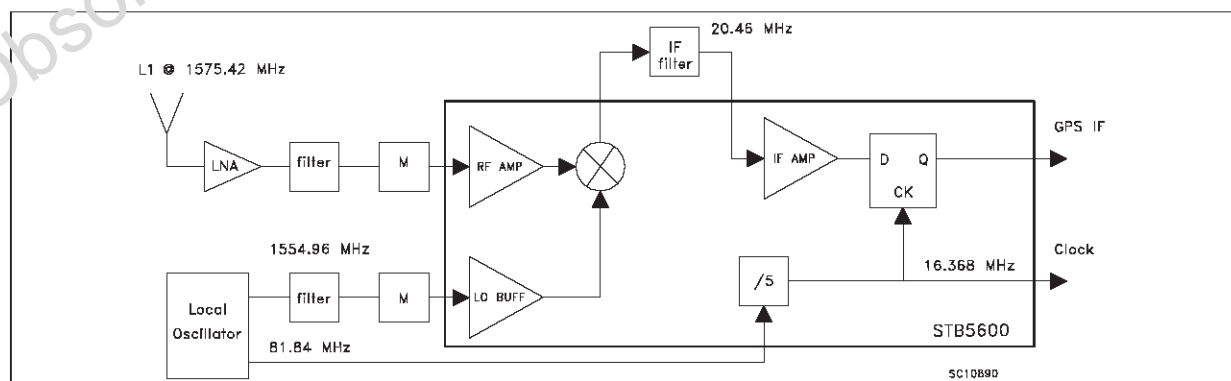 Obsol
20.46 MHz
IF
filter
L1 @ 1575.42 MHz
GPS IF
LNA
filter
M
RF AMP
IF AMP
D Q
CK
1554.96 MHz
Clock
filter
M
LO BUFF
/5
16.368 MHz
Local
Oscillator
STB5600
81.84 MHz
SC10890